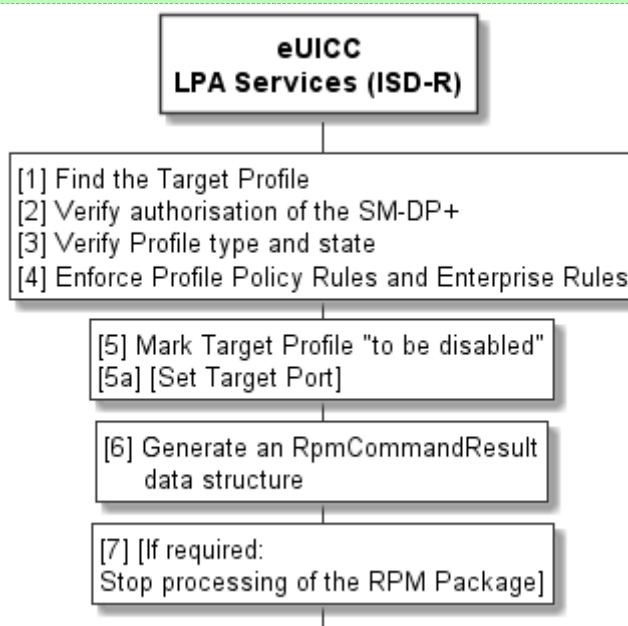 eUICC
LPA Services (ISD-R)
[1] Find the Target Profile
[2] Verify authorisation of the SM-DP+
[3] Verify Profile type and state
[4] Enforce Profile Policy Rules and Enterprise Rules
[5] Mark Target Profile "to be disabled"
[5a] [Set Target Port]
[6] Generate an RpmCommandResult
data structure
[7] [If required:
Stop processing of the RPM Package]